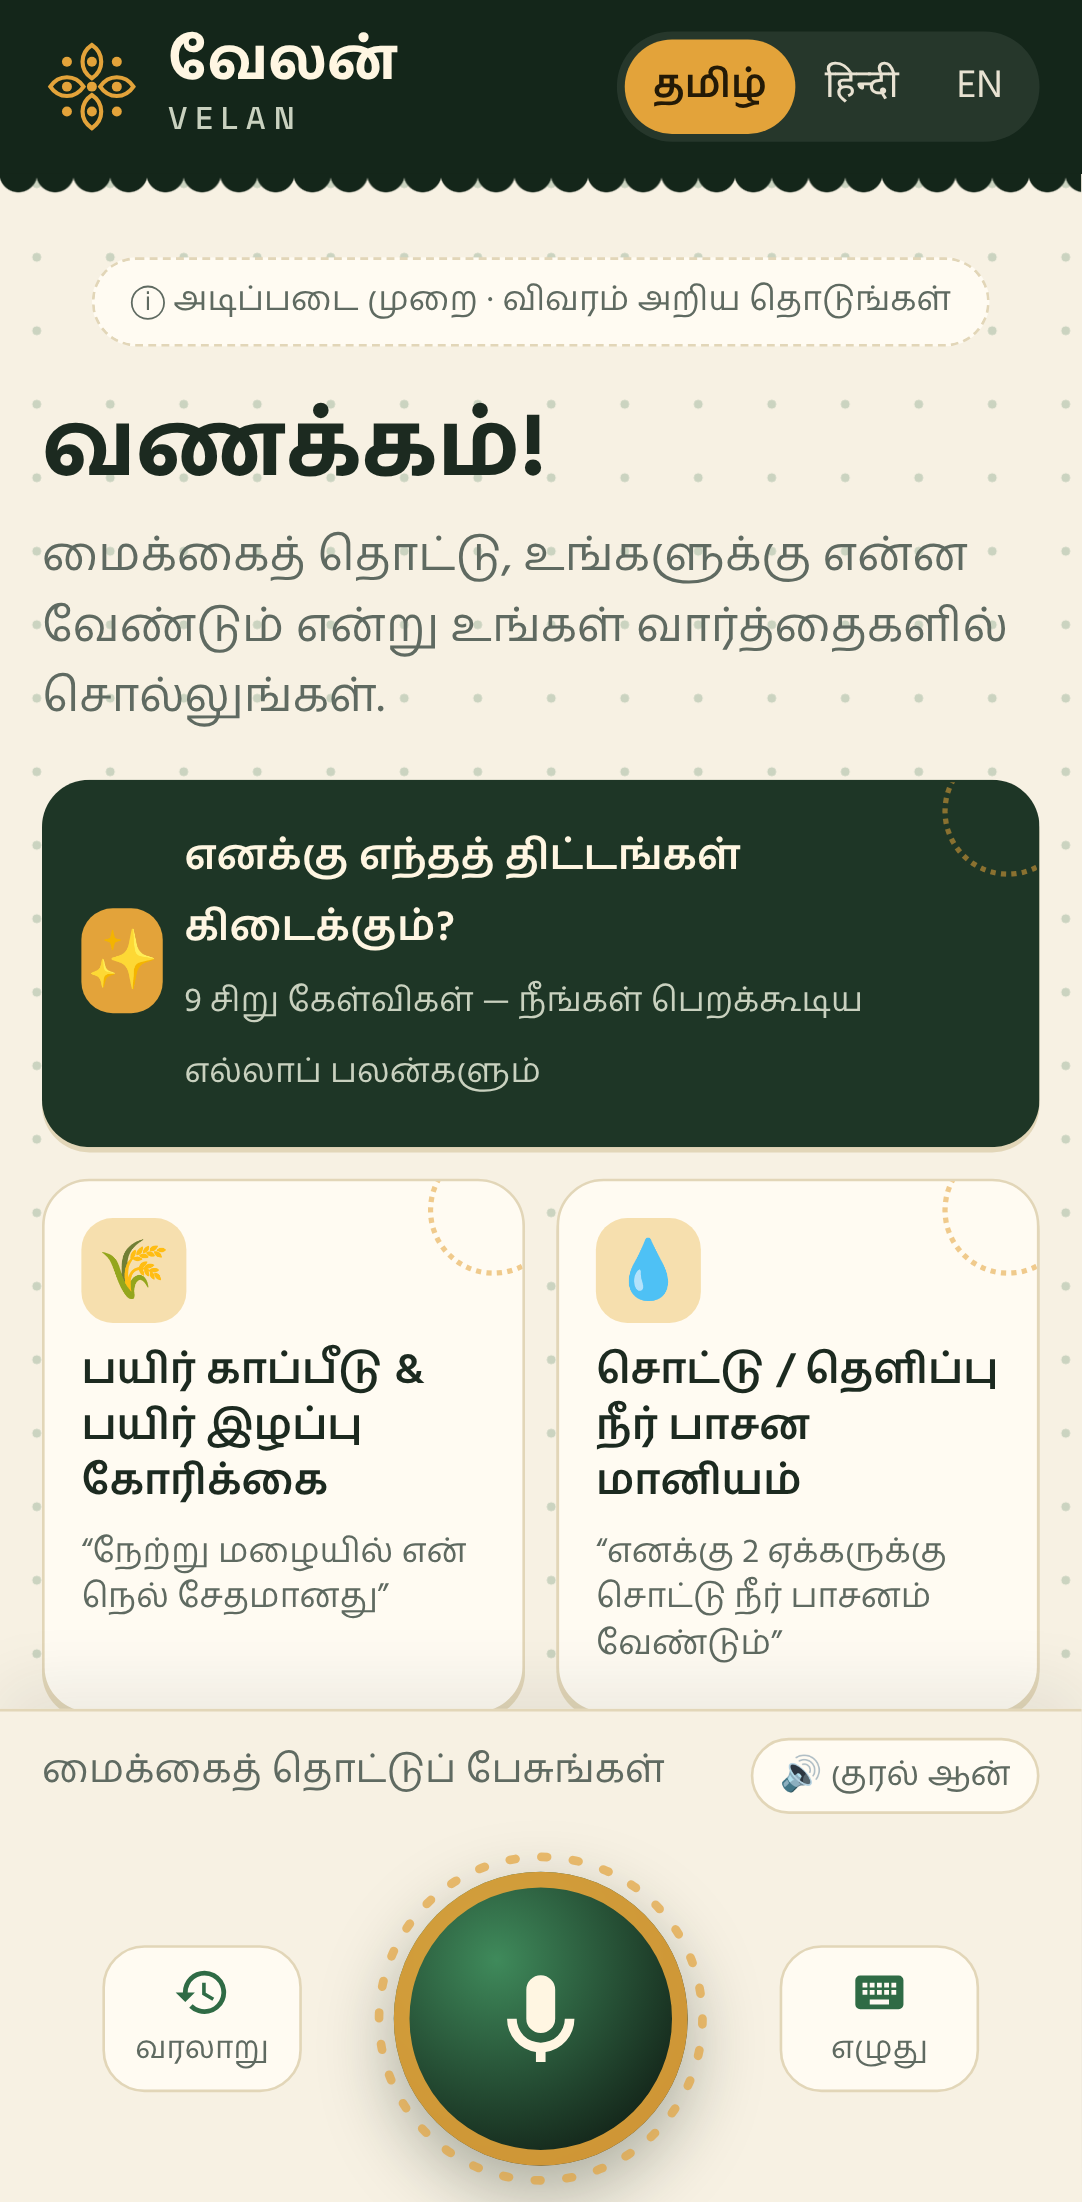 வேலன்
VELAN
தமிழ் हिन्दी EN
ⓘ அடிப்படை முறை · விவரம் அறிய தொடுங்கள்
வணக்கம்!
மைக்கைத் தொட்டு, உங்களுக்கு என்ன
வேண்டும் என்று உங்கள் வார்த்தைகளில்
சொல்லுங்கள்.
எனக்கு எந்தத் திட்டங்கள்
கிடைக்கும்?
9 சிறு கேள்விகள் — நீங்கள் பெறக்கூடிய
எல்லாப் பலன்களும்
பயிர் காப்பீடு &
பயிர் இழப்பு
கோரிக்கை
“நேற்று மழையில் என்
நெல் சேதமானது”
சொட்டு / தெளிப்பு
நீர் பாசன
மானியம்
“எனக்கு 2 ஏக்கருக்கு
சொட்டு நீர் பாசனம்
வேண்டும்”
மைக்கைத் தொட்டுப் பேசுங்கள்
🔊 குரல் ஆன்
வரலாறு
எழுது